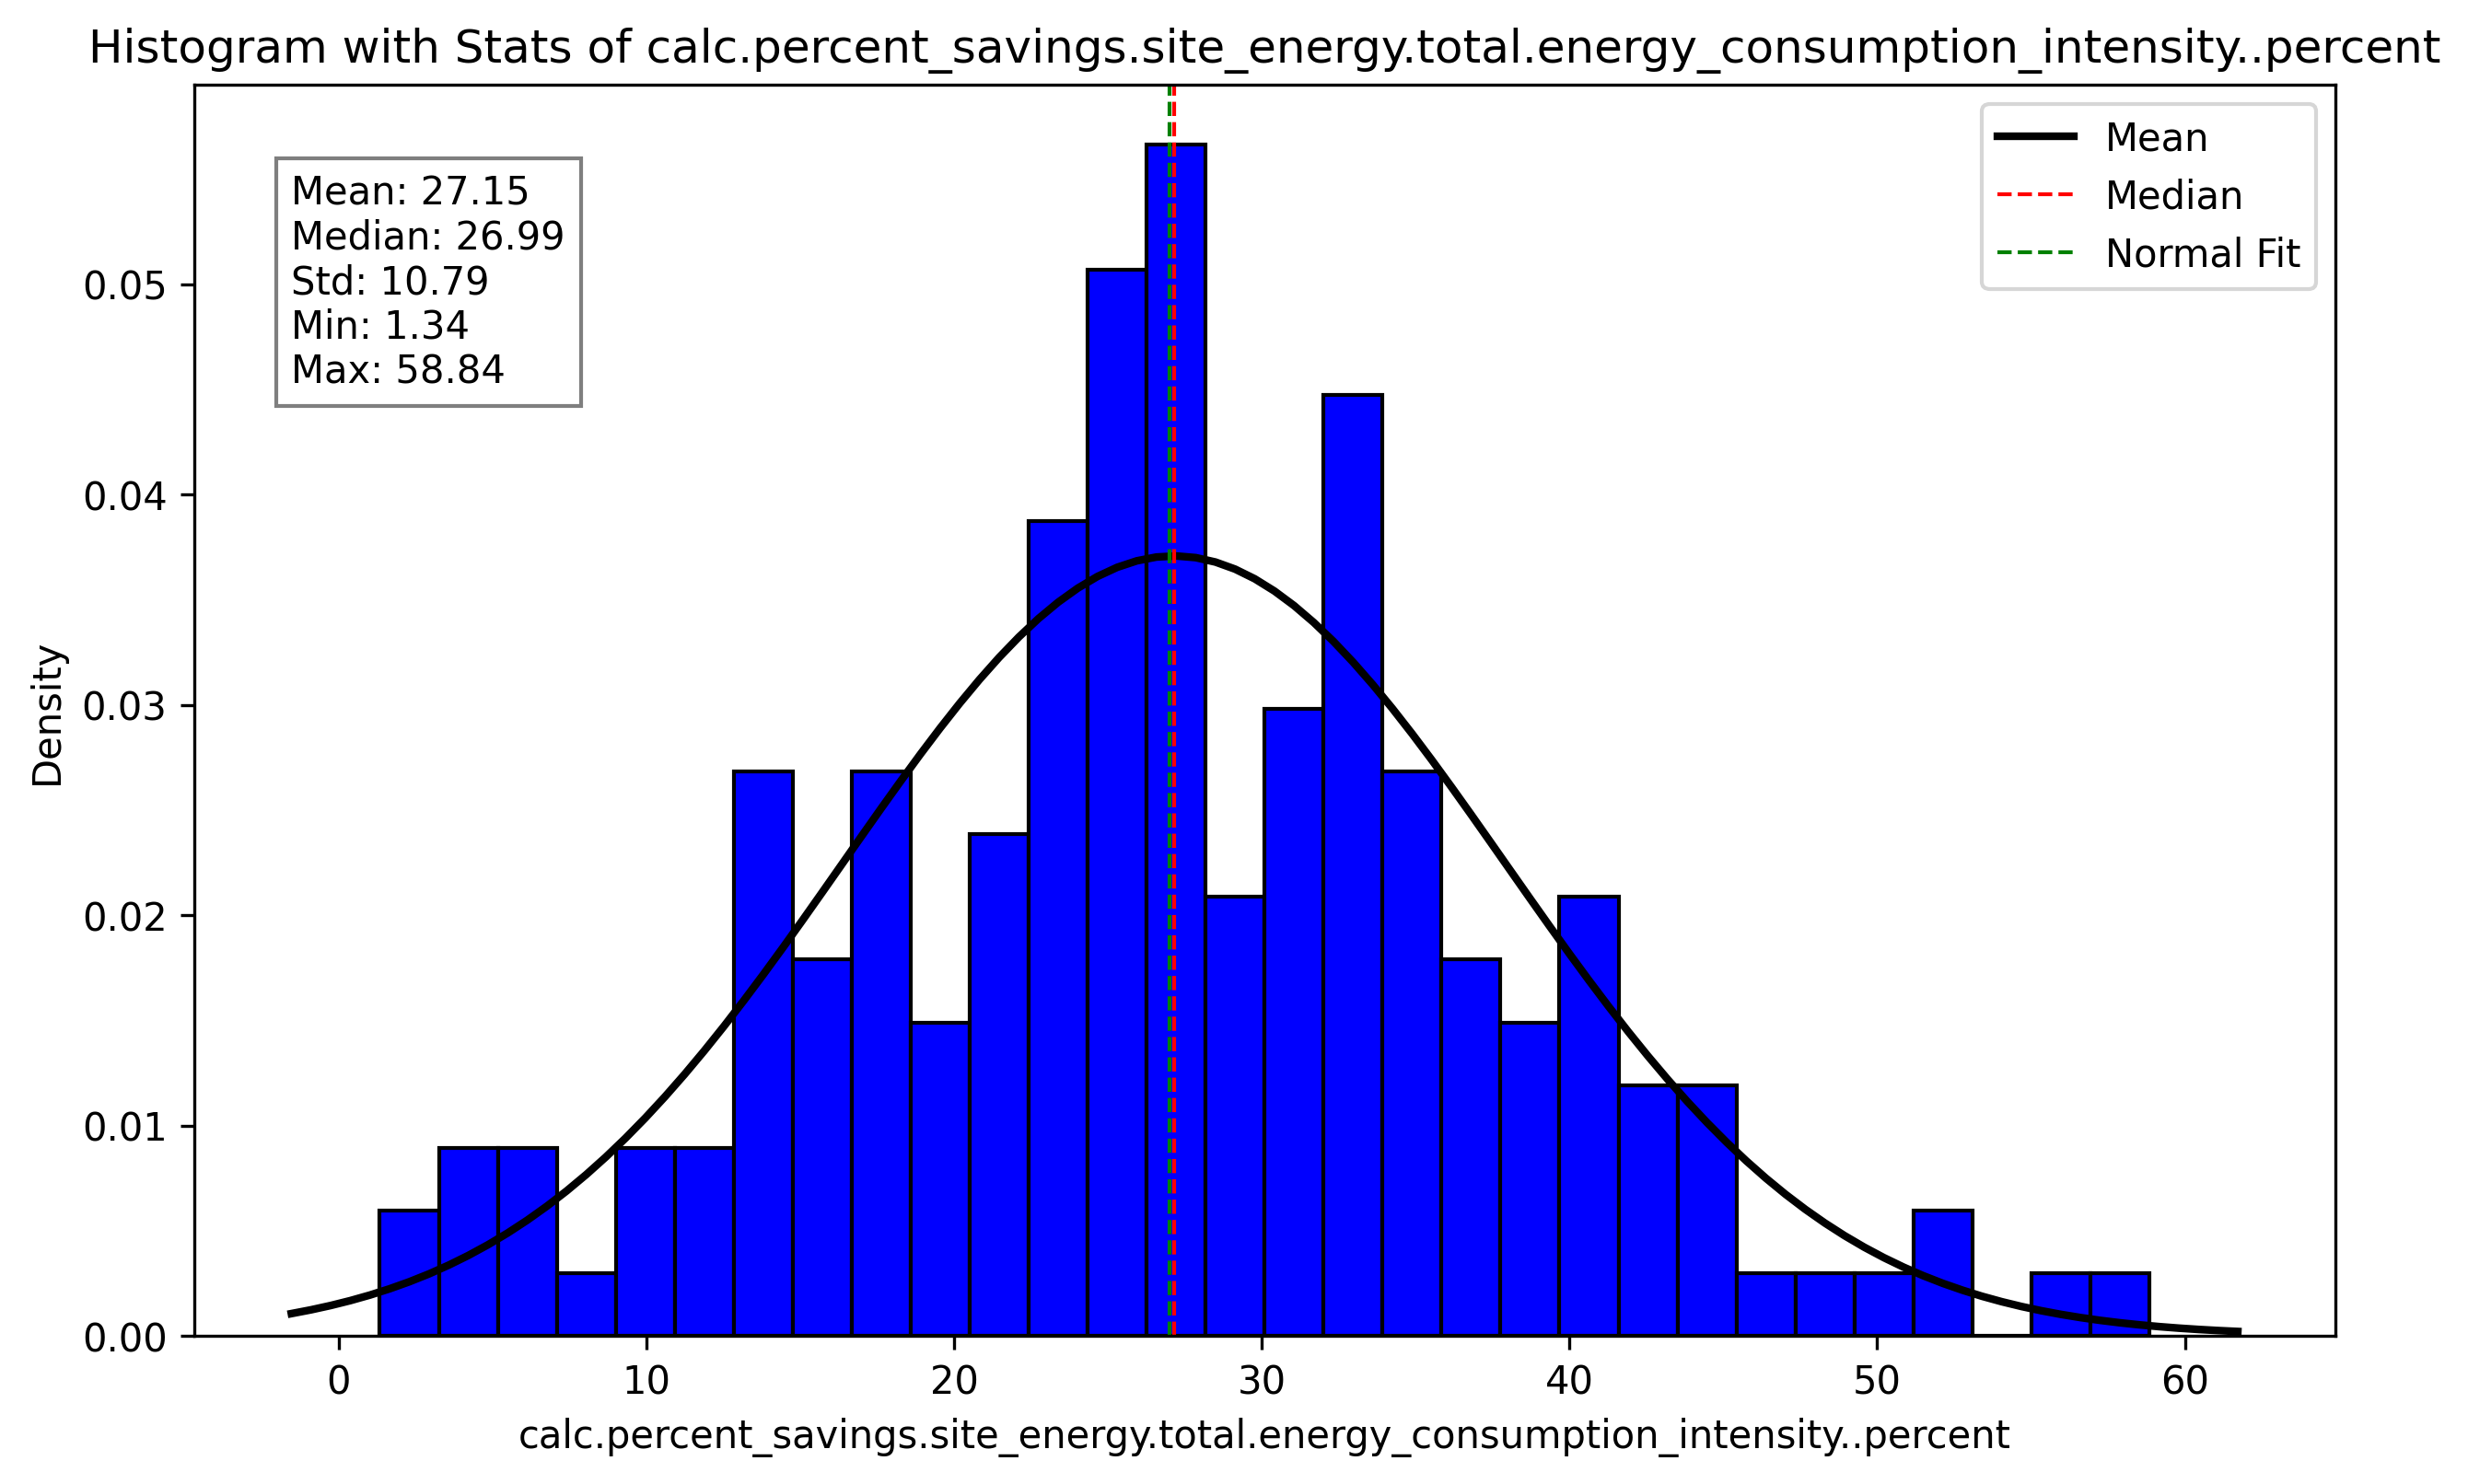 Histogram with Stats of calc.percent_savings.site_energy.total.energy_consumption_intensity..percent
Mean: 27.15
Median: 26.99
Std: 10.79
Min: 1.34
Max: 58.84
Mean
Median
Normal Fit
Density
0.05
0.04
0.03
0.02
0.01
0.00
0 10 20 30 40 50 60
calc.percent_savings.site_energy.total.energy_consumption_intensity..percent